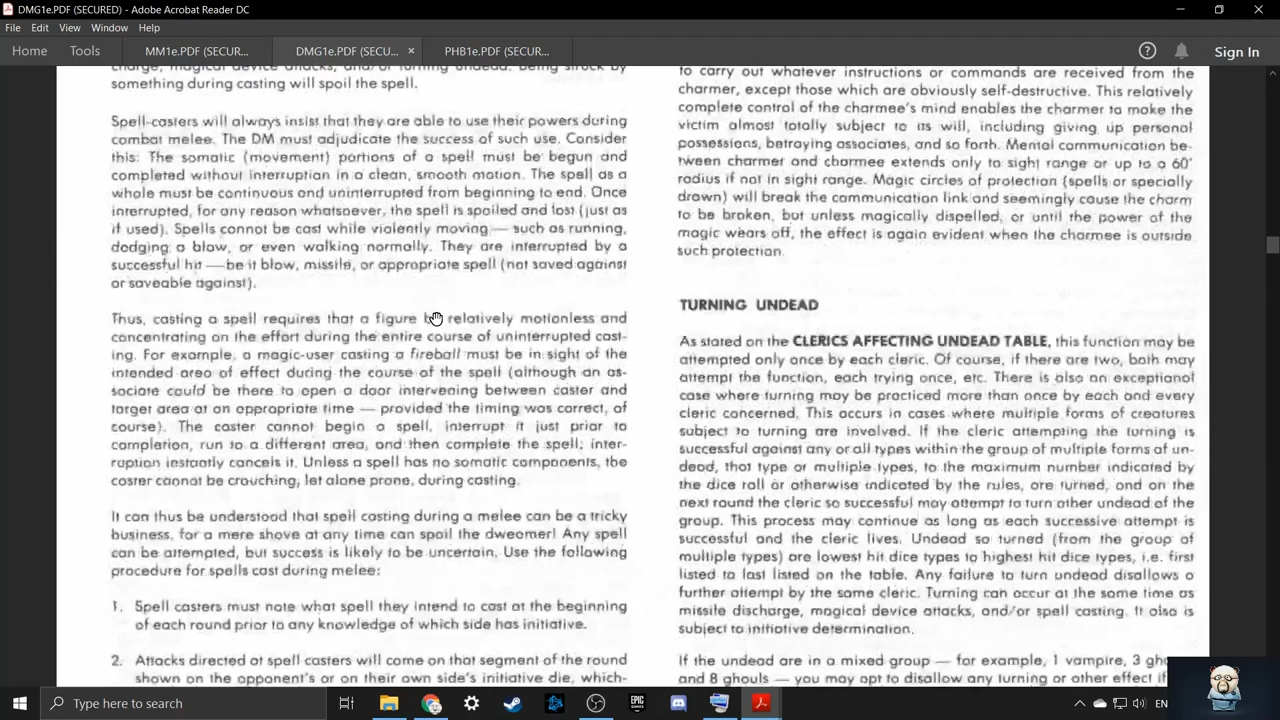 DMG1e.PDF (SECURED) - Adobe Acrobat Reader DC
File Edit View Window Help
Home Tools MM1e.PDF (SECUR... DMG1e.PDF (SECU... × PHB1e.PDF (SECUR... Sign In
charge, magical device attacks, and/or turning undead. Being struck by
something during casting will spoil the spell.
Spell-casters will always insist that they are able to use their powers during
combat melee. The DM must adjudicate the success of such use. Consider
this: The somatic (movement) portions of a spell must be begun and
completed without interruption in a clean, smooth motion. The spell as a
whole must be continuous and uninterrupted from beginning to end. Once
interrupted, for any reason whatsoever, the spell is spoiled and lost (just as
if used). Spells cannot be cast while violently moving — such as running,
dodging a blow, or even walking normally. They are interrupted by a
successful hit — be it blow, missile, or appropriate spell (not saved against
or saveable against).
Thus, casting a spell requires that a figure relatively motionless and
concentrating on the effort during the entire course of uninterrupted cast-
ing. For example, a magic-user casting a fireball must be in sight of the
intended area of effect during the course of the spell (although an as-
sociate could be there to open a door intervening between caster and
target area at an appropriate time — provided the timing was correct, of
course). The caster cannot begin a spell, interrupt it just prior to
completion, run to a different area, and then complete the spell; inter-
ruption instantly cancels it. Unless a spell has no somatic components, the
caster cannot be crouching, let alone prone, during casting.
It can thus be understood that spell casting during a melee can be a tricky
business, for a mere shove at any time can spoil the dweomer! Any spell
can be attempted, but success is likely to be uncertain. Use the following
procedure for spells cast during melee:
1. Spell casters must note what spell they intend to cast at the beginning
of each round prior to any knowledge of which side has initiative.
2. Attacks directed at spell casters will come on that segment of the round
shown on the opponent's or on their own side's initiative die, which-
to carry out whatever instructions or commands are received from the
charmer, except those which are obviously self-destructive. This relatively
complete control of the charmee's mind enables the charmer to make the
victim almost totally subject to its will, including giving up personal
possessions, betraying associates, and so forth. Mental communication be-
tween charmer and charmee extends only to sight range or up to a 60'
radius if not in sight range. Magic circles of protection (spells or specially
drawn) will break the communication link and seemingly cause the charm
to be broken, but unless magically dispelled, or until the power of the
magic wears off, the effect is again evident when the charmee is outside
such protection.
TURNING UNDEAD
As stated on the CLERICS AFFECTING UNDEAD TABLE, this function may be
attempted only once by each cleric. Of course, if there are two, both may
attempt the function, each trying once, etc. There is also an exceptional
case where turning may be practiced more than once by each and every
cleric concerned. This occurs in cases where multiple forms of creatures
subject to turning are involved. If the cleric attempting the turning is
successful against any or all types within the group of multiple forms of un-
dead, that type or multiple types, to the maximum number indicated by
the dice roll or otherwise indicated by the rules, are turned, and on the
next round the cleric so successful may attempt to turn other undead of the
group. This process may continue as long as each successive attempt is
successful and the cleric lives. Undead so turned (from the group of
multiple types) are lowest hit dice types to highest hit dice types, i.e. first
listed to last listed on the table. Any failure to turn undead disallows a
further attempt by the same cleric. Turning can occur at the same time as
missile discharge, magical device attacks, and/or spell casting. It also is
subject to initiative determination.
If the undead are in a mixed group — for example, 1 vampire, 3
and 8 ghouls — you may opt to disallow any turning or other effect if
Type here to search
EPIC GAMES
EN